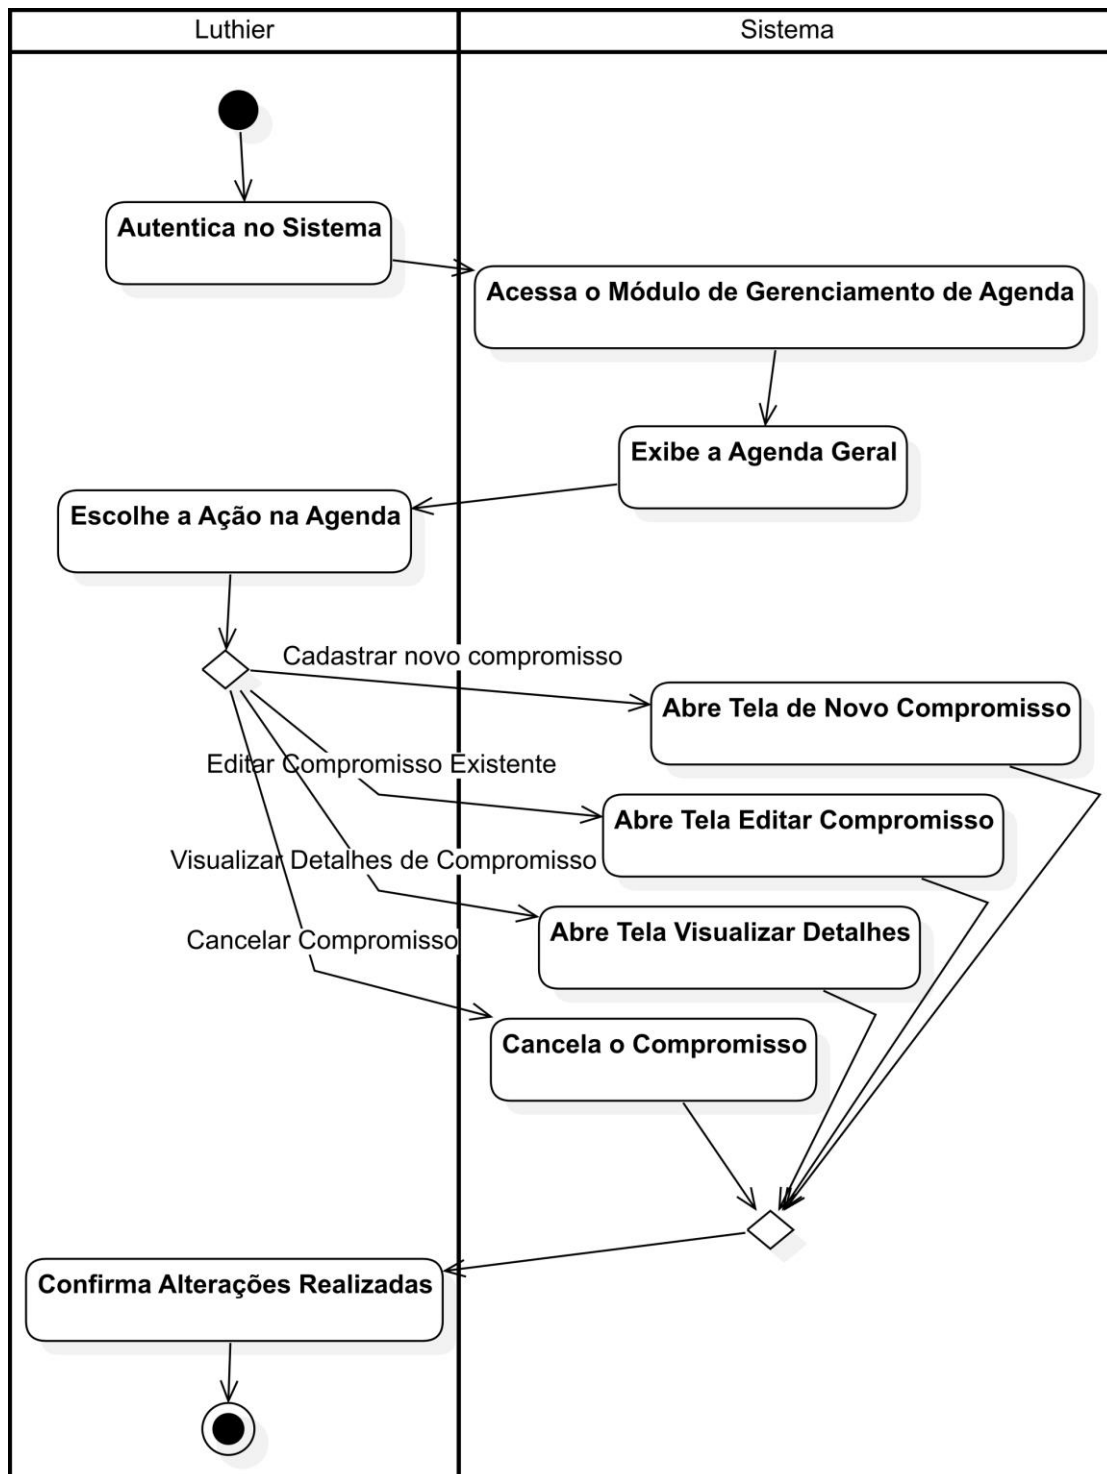 Luthier
Sistema
Autentica no Sistema
Acessa o Módulo de Gerenciamento de Agenda
Exibe a Agenda Geral
Escolhe a Ação na Agenda
Cadastrar novo compromisso
Abre Tela de Novo Compromisso
Editar Compromisso Existente
Abre Tela Editar Compromisso
Visualizar Detalhes de Compromisso
Abre Tela Visualizar Detalhes
Cancelar Compromisso
Cancela o Compromisso
Confirma Alterações Realizadas